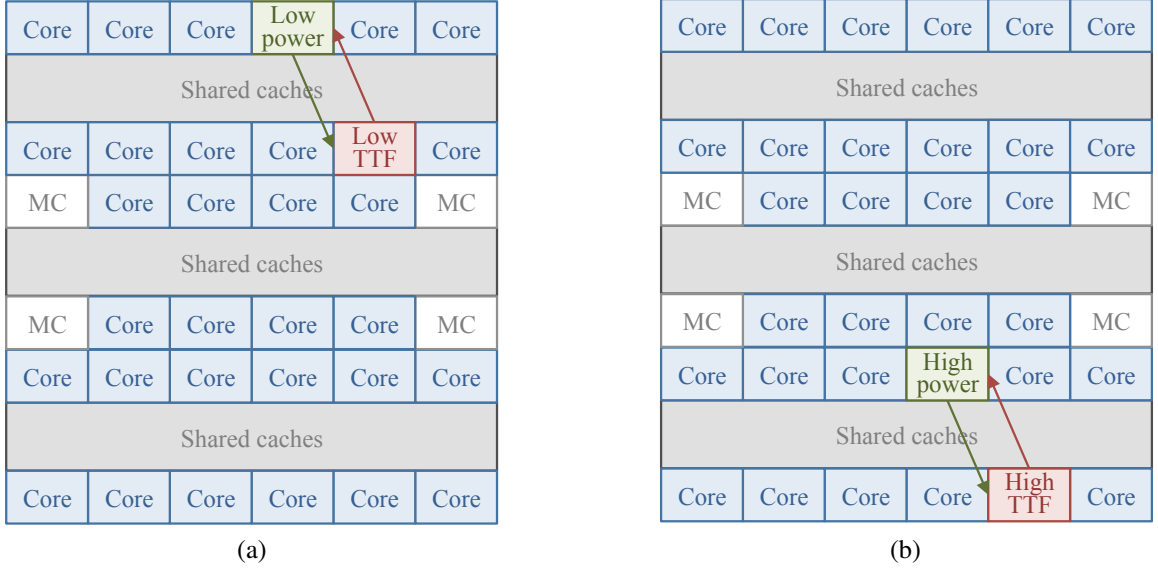 Core Core Core Low power Core Core
Shared caches
Core Core Core Core Low TTF Core
MC Core Core Core Core MC
Shared caches
MC Core Core Core Core MC
Core Core Core Core Core Core
Shared caches
Core Core Core Core Core Core
(a)
Core Core Core Core Core Core
Shared caches
Core Core Core Core Core Core
MC Core Core Core Core MC
Shared caches
MC Core Core Core Core MC
Core Core Core High power Core Core
Shared caches
Core Core Core Core High TTF Core
(b)